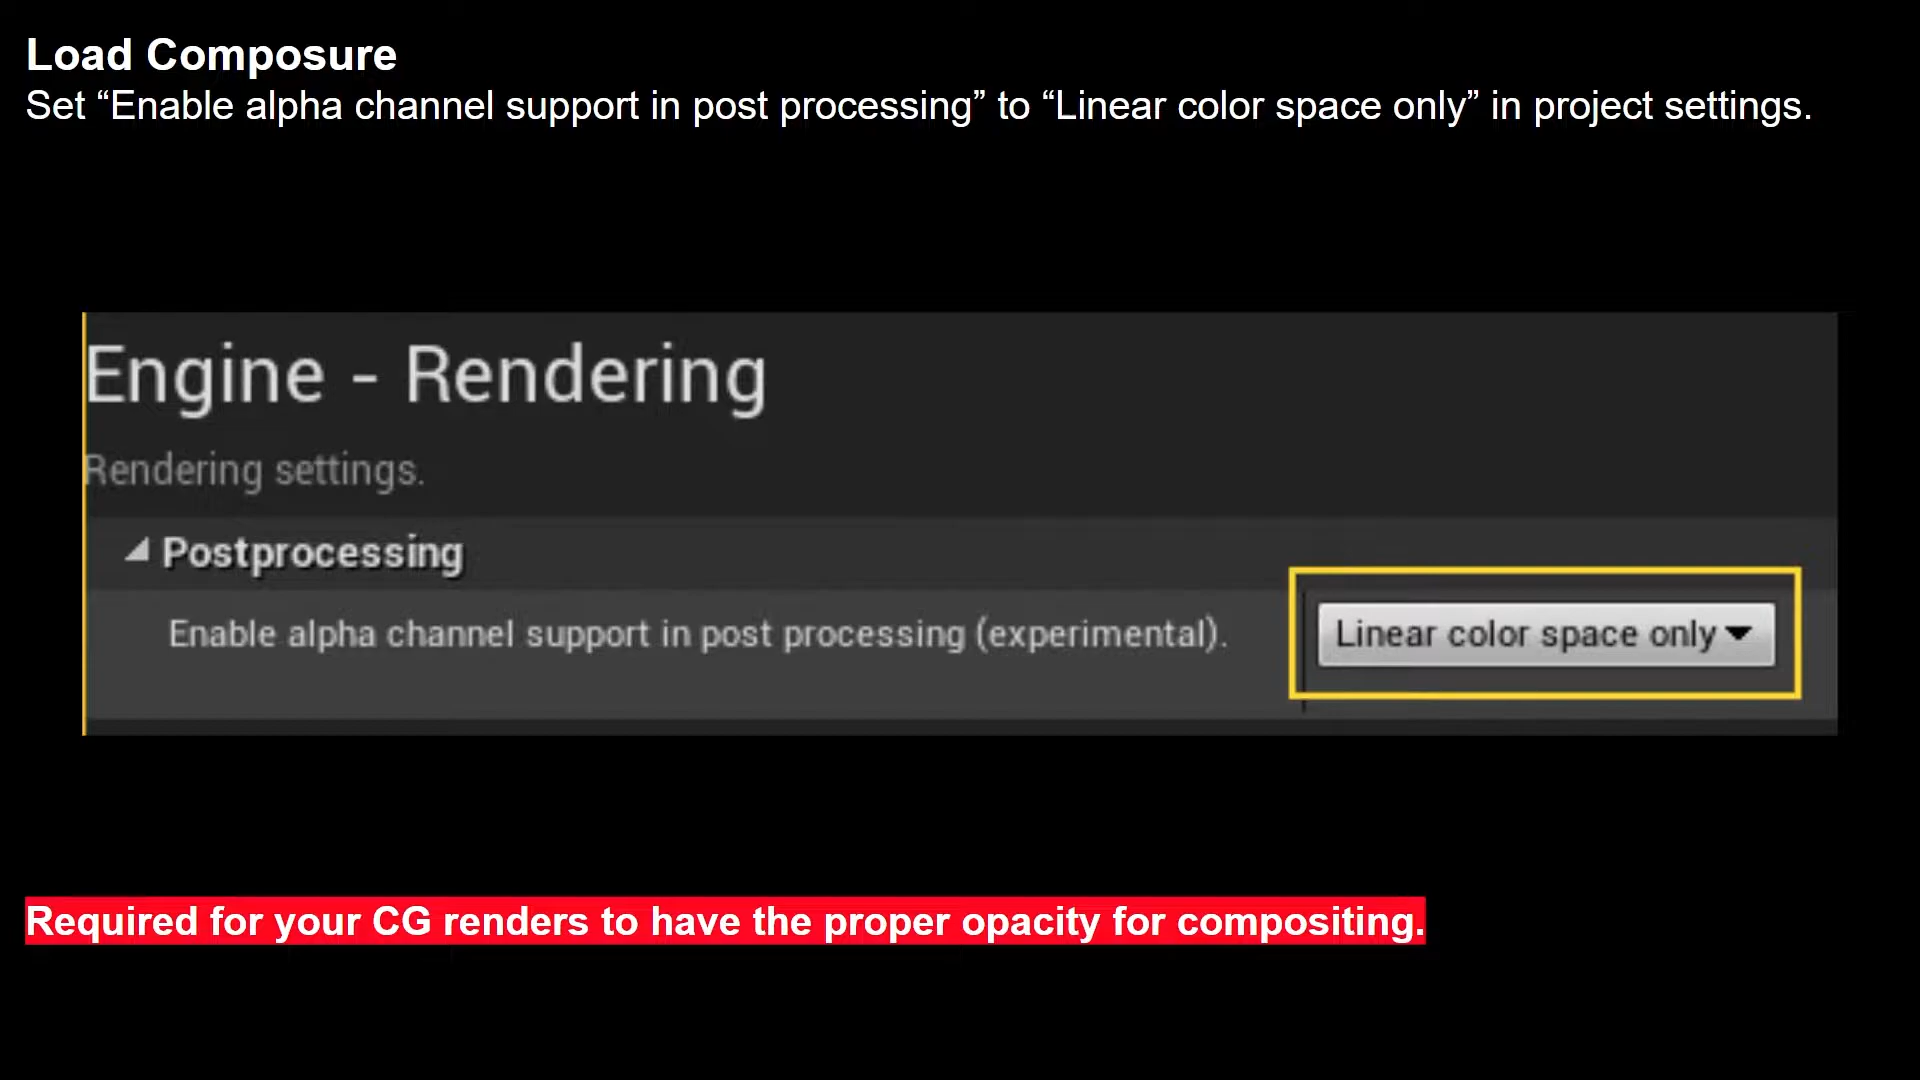 Load Composure
Set “Enable alpha channel support in post processing” to “Linear color space only” in project settings.
Engine - Rendering
Rendering settings.
Postprocessing
Enable alpha channel support in post processing (experimental).
Linear color space only
Required for your CG renders to have the proper opacity for compositing.